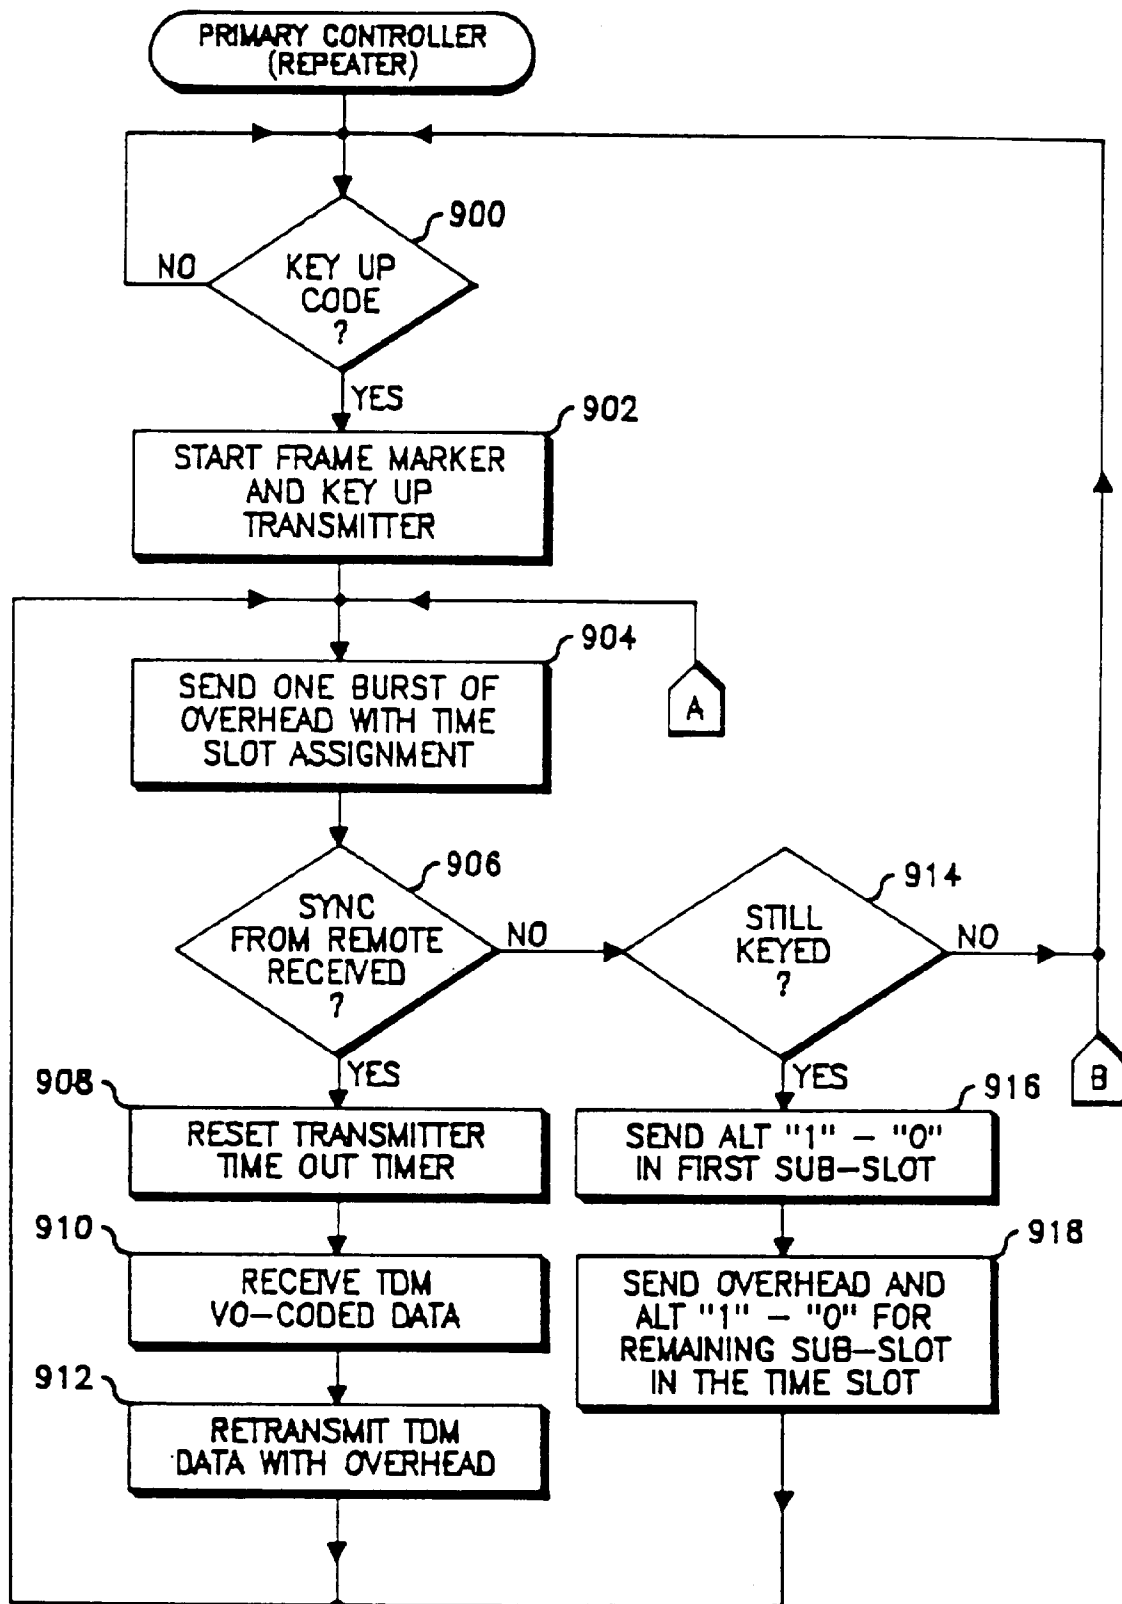 PRIMARY CONTROLLER
(REPEATER)
900
NO
KEY UP
CODE
?
YES
902
START FRAME MARKER
AND KEY UP
TRANSMITTER
904
SEND ONE BURST OF
OVERHEAD WITH TIME
SLOT ASSIGNMENT
A
906
SYNC
FROM REMOTE
RECEIVED
?
NO
914
STILL
KEYED
?
NO
B
YES
YES
908
RESET TRANSMITTER
TIME OUT TIMER
916
SEND ALT "1" - "0"
IN FIRST SUB-SLOT
910
RECEIVE TDM
VO-CODED DATA
918
SEND OVERHEAD AND
ALT "1" - "0" FOR
REMAINING SUB-SLOT
IN THE TIME SLOT
912
RETRANSMIT TDM
DATA WITH OVERHEAD